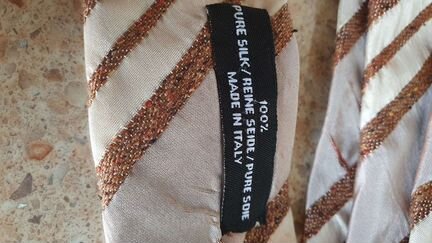 100%
PURE SILK-/ REINE SEIDE / PURE SOIE
MADE IN ITALY